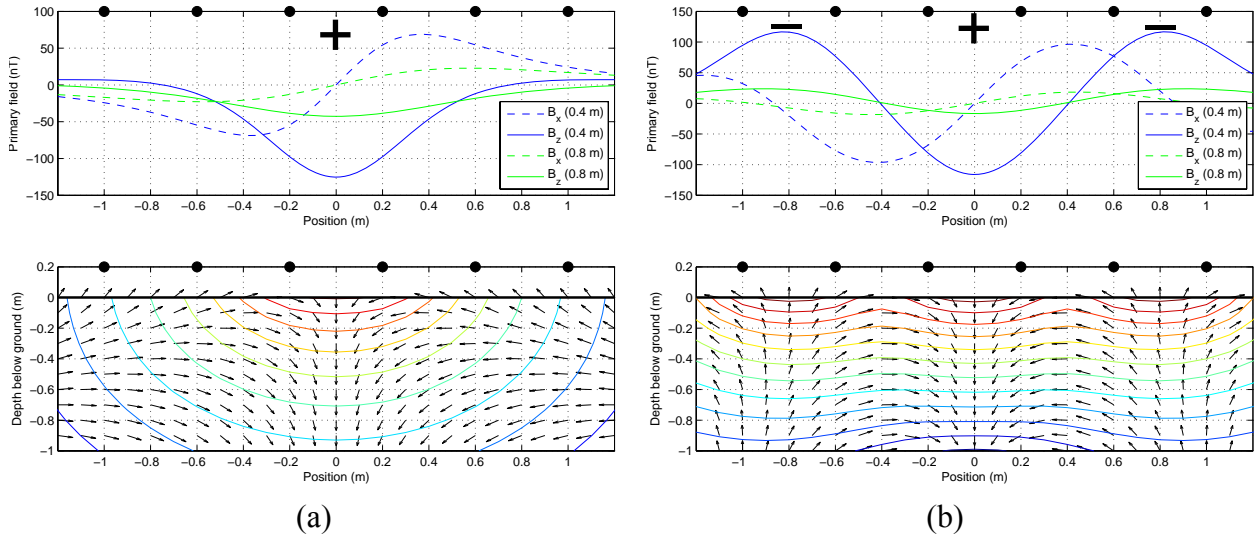 100
50
0
−50
−100
−150
Primary field (nT)
−1 −0.8 −0.6 −0.4 −0.2 0 0.2 0.4 0.6 0.8 1
Position (m)
+
Bx (0.4 m)
Bz (0.4 m)
Bx (0.8 m)
Bz (0.8 m)
150
100
50
0
−50
−100
−150
Primary field (nT)
−1 −0.8 −0.6 −0.4 −0.2 0 0.2 0.4 0.6 0.8 1
Position (m)
− + −
Bx (0.4 m)
Bz (0.4 m)
Bx (0.8 m)
Bz (0.8 m)
0.2
0
−0.2
−0.4
−0.6
−0.8
−1
Depth below ground (m)
−1 −0.8 −0.6 −0.4 −0.2 0 0.2 0.4 0.6 0.8 1
Position (m)
0.2
0
−0.2
−0.4
−0.6
−0.8
−1
Depth below ground (m)
−1 −0.8 −0.6 −0.4 −0.2 0 0.2 0.4 0.6 0.8 1
Position (m)
(a)
(b)